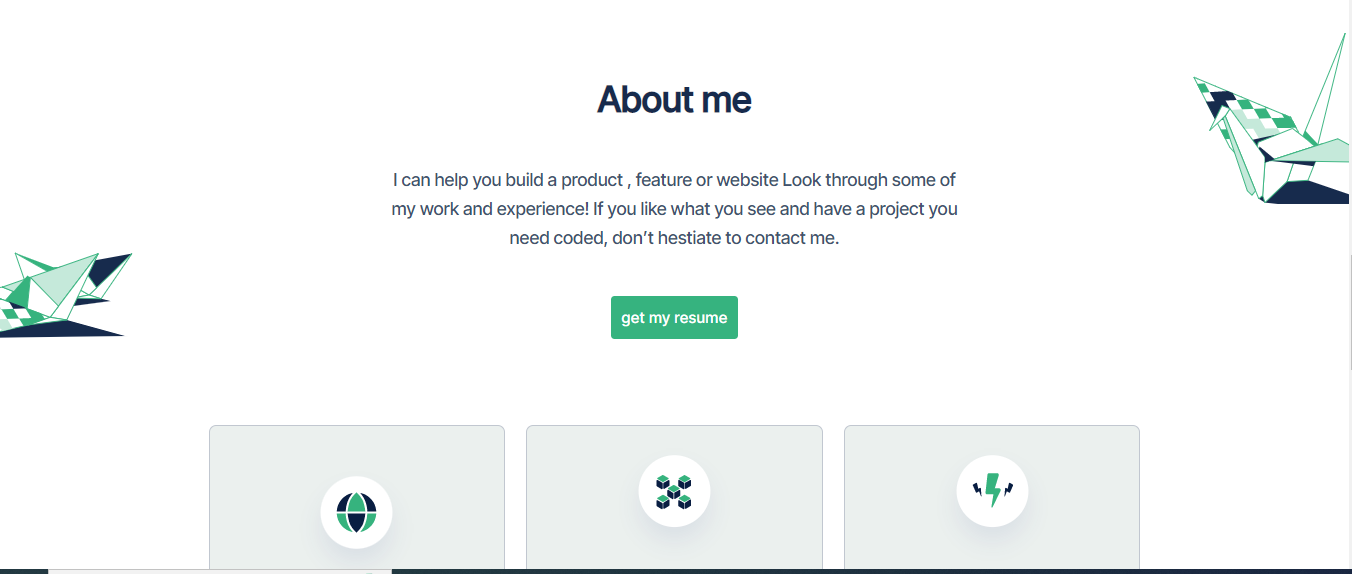 About me
I can help you build a product , feature or website Look through some of
my work and experience! If you like what you see and have a project you
need coded, don’t hestiate to contact me.
get my resume